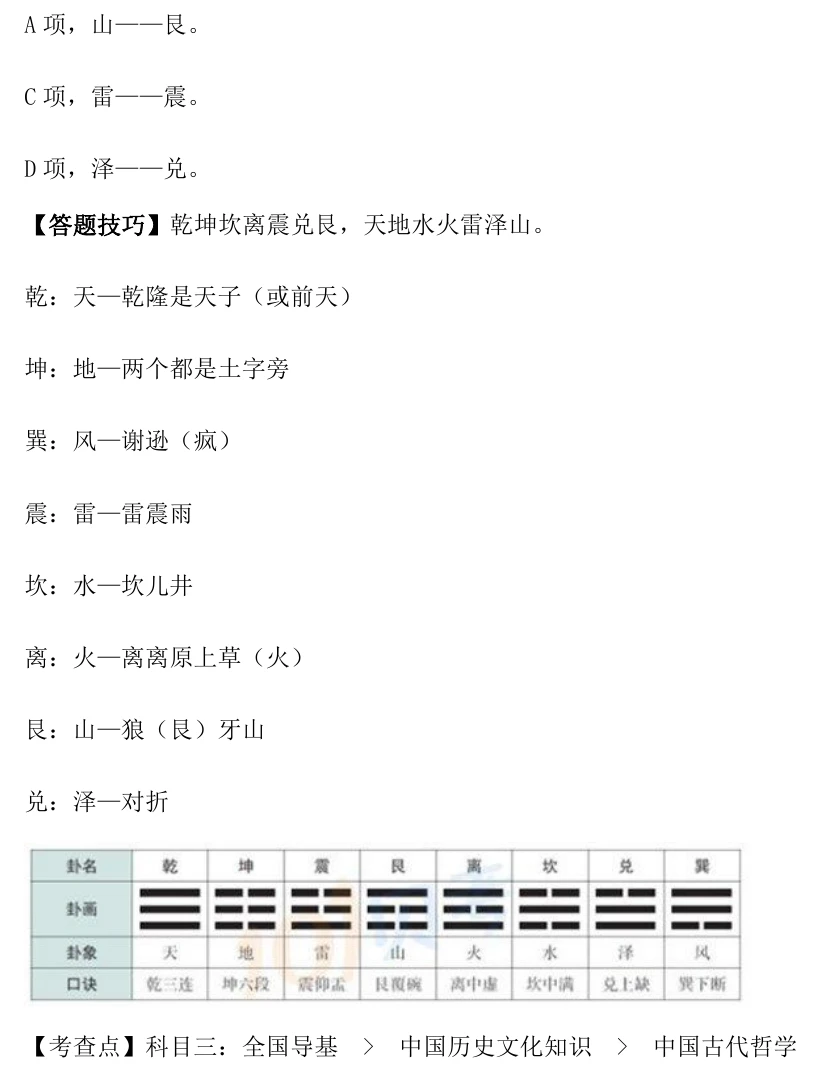 A 项，山——艮。
C 项，雷——震。
D 项，泽——兑。
【答题技巧】乾坤坎离震兑艮，天地水火雷泽山。
乾：天—乾隆是天子（或前天）
坤：地—两个都是土字旁
巽：风—谢逊（疯）
震：雷—雷震雨
坎：水—坎儿井
离：火—离离原上草（火）
艮：山—狼（艮）牙山
兑：泽—对折
卦名 乾 坤 震 艮 离 坎 兑 巽
卦画
卦象 天 地 雷 山 火 水 泽 风
口诀 乾三连 坤六段 震仰盂 艮覆碗 离中虚 坎中满 兑上缺 巽下断
【考查点】科目三：全国导基 > 中国历史文化知识 > 中国古代哲学